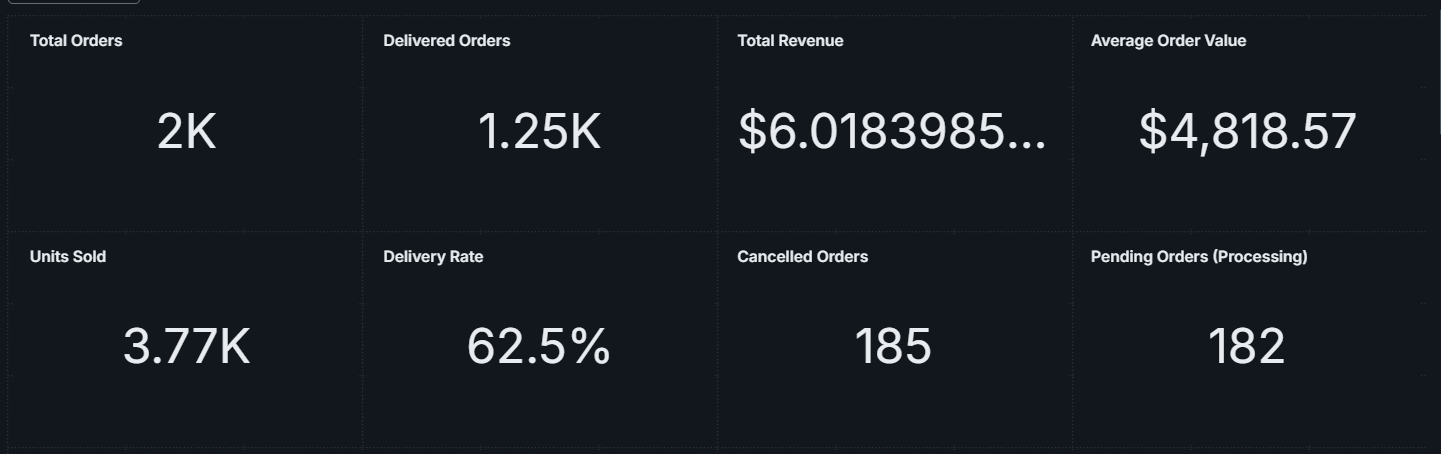 Total Orders
Delivered Orders
Total Revenue
Average Order Value
2K
1.25K
$6.0183985...
$4,818.57
Units Sold
Delivery Rate
Cancelled Orders
Pending Orders (Processing)
3.77K
62.5%
185
182